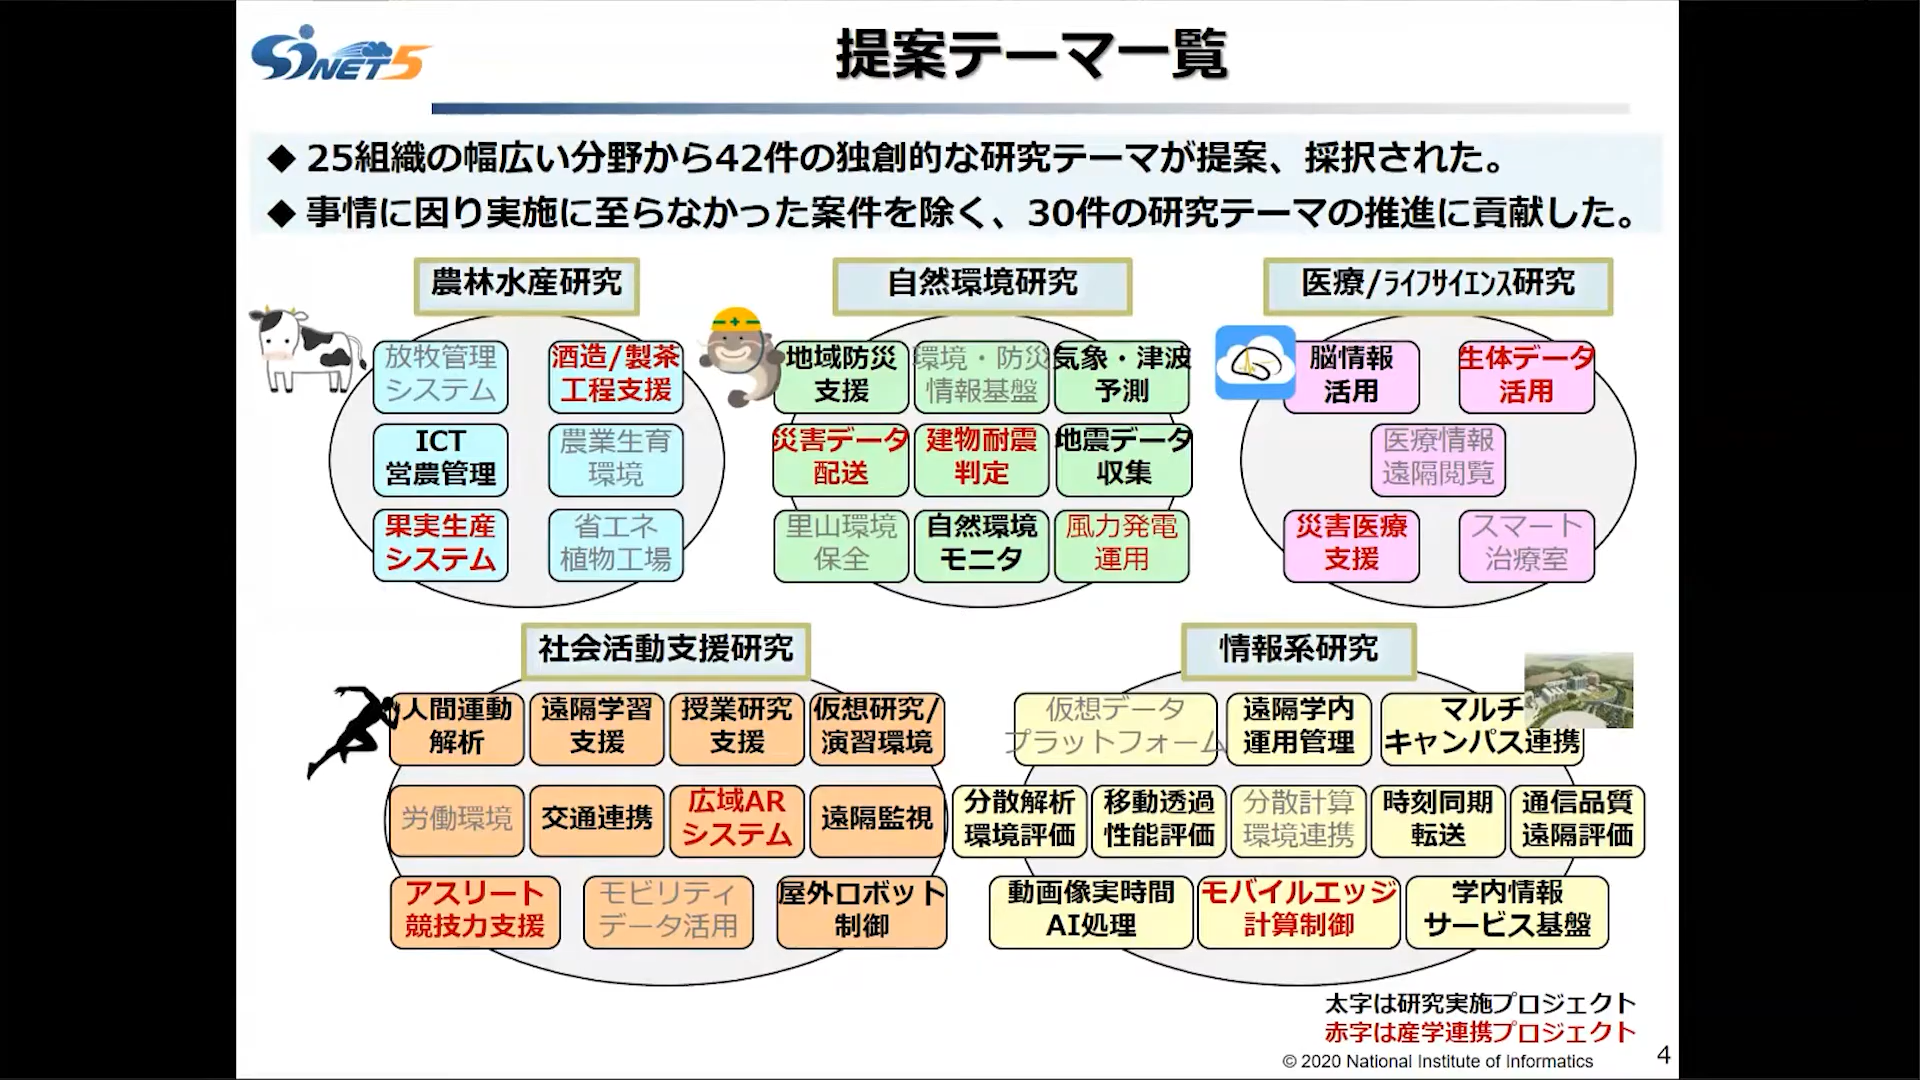 SINET5
提案テーマ一覧
◆ 25組織の幅広い分野から42件の独創的な研究テーマが提案、採択された。
◆ 事情に因り実施に至らなかった案件を除く、30件の研究テーマの推進に貢献した。
農林水産研究
放牧管理
システム
酒造/製茶
工程支援
ICT
営農管理
農業生育
環境
果実生産
システム
省エネ
植物工場
自然環境研究
地域防災
支援
環境・防災
情報基盤
気象・津波
予測
災害データ
配送
建物耐震
判定
地震データ
収集
里山環境
保全
自然環境
モニタ
風力発電
運用
医療/ライフサイエンス研究
脳情報
活用
生体データ
活用
医療情報
遠隔閲覧
災害医療
支援
スマート
治療室
社会活動支援研究
人間運動
解析
遠隔学習
支援
授業研究
支援
仮想研究/
演習環境
労働環境
交通連携
広域AR
システム
遠隔監視
アスリート
競技力支援
モビリティ
データ活用
屋外ロボット
制御
情報系研究
仮想データ
プラットフォーム
遠隔学内
運用管理
マルチ
キャンパス連携
分散解析
環境評価
移動透過
性能評価
分散計算
環境連携
時刻同期
転送
通信品質
遠隔評価
動画像実時間
AI処理
モバイルエッジ
計算制御
学内情報
サービス基盤
太字は研究実施プロジェクト
赤字は産学連携プロジェクト
© 2020 National Institute of Informatics
4